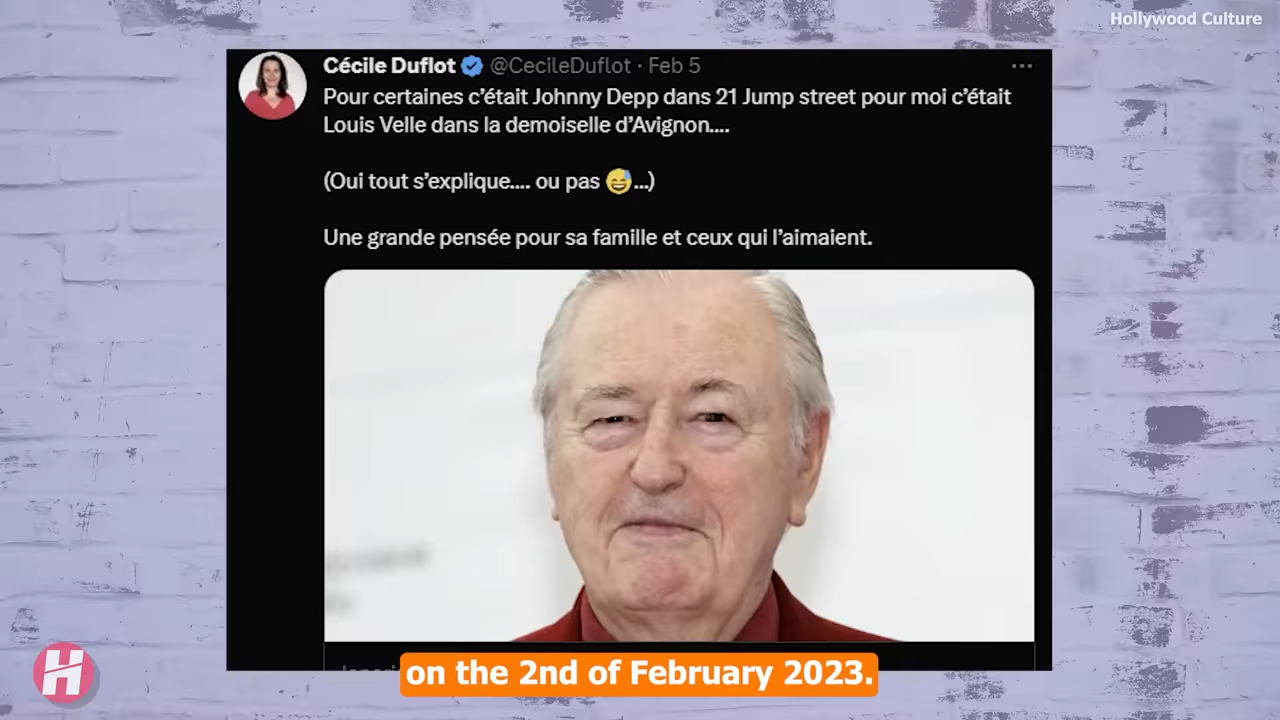 Hollywood Culture
Cécile Duflot @CecileDuflot · Feb 5
Pour certaines c’était Johnny Depp dans 21 Jump street pour moi c’était
Louis Velle dans la demoiselle d’Avignon....
(Oui tout s’explique.... ou pas 😅...)
Une grande pensée pour sa famille et ceux qui l’aimaient.
on the 2nd of February 2023.
H